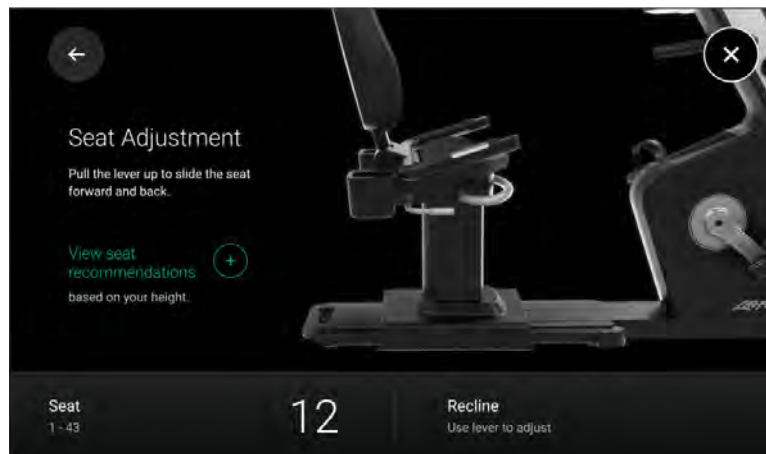 Seat Adjustment
Pull the lever up to slide the seat
forward and back.
View seat
recommendations
based on your height.
Seat
1 - 43
12
Recline
Use lever to adjust